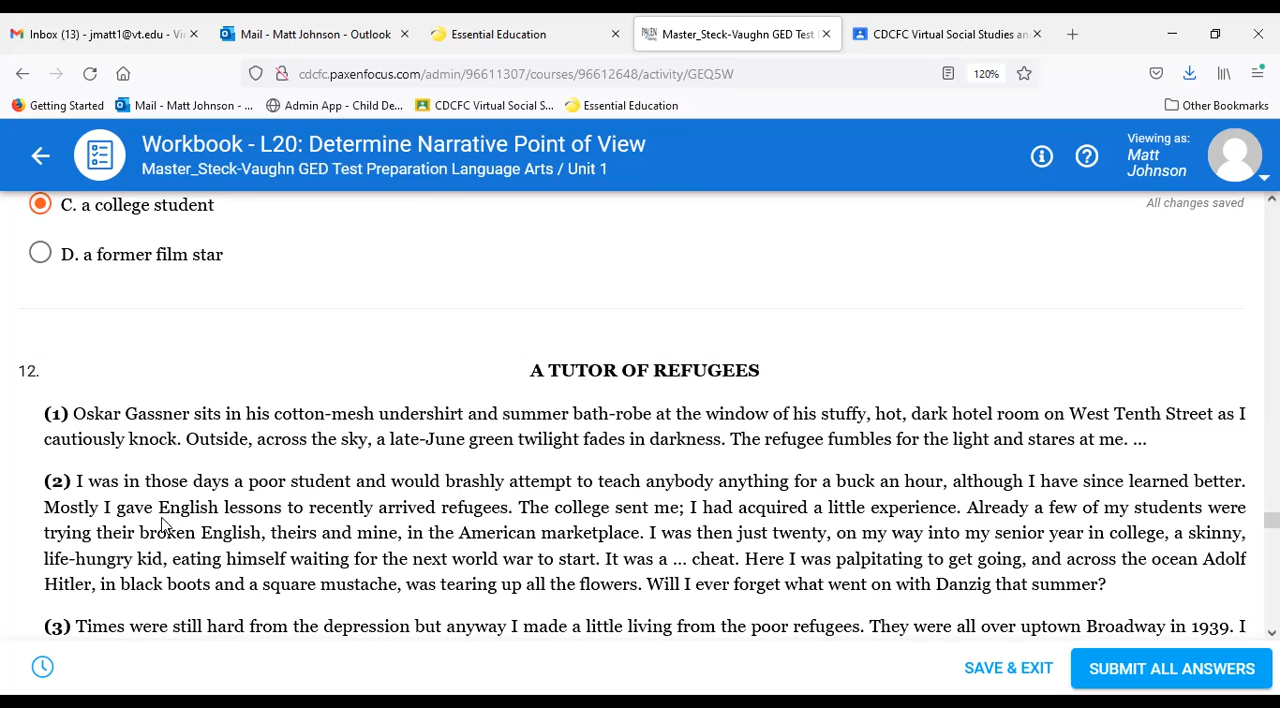 Inbox (13) - jmatt1@vt.edu - Vi
Mail - Matt Johnson - Outlook
Essential Education
Master_Steck-Vaughn GED Test
CDCFC Virtual Social Studies an
cdcfc.paxenfocus.com/admin/96611307/courses/96612648/activity/GEQ5W
120%
Getting Started
Mail - Matt Johnson - ...
Admin App - Child De...
CDCFC Virtual Social S...
Essential Education
Other Bookmarks
Workbook - L20: Determine Narrative Point of View
Master_Steck-Vaughn GED Test Preparation Language Arts / Unit 1
Viewing as:
Matt
Johnson
C. a college student
All changes saved
D. a former film star
12.
A TUTOR OF REFUGEES
(1) Oskar Gassner sits in his cotton-mesh undershirt and summer bath-robe at the window of his stuffy, hot, dark hotel room on West Tenth Street as I
cautiously knock. Outside, across the sky, a late-June green twilight fades in darkness. The refugee fumbles for the light and stares at me. ...
(2) I was in those days a poor student and would brashly attempt to teach anybody anything for a buck an hour, although I have since learned better.
Mostly I gave English lessons to recently arrived refugees. The college sent me; I had acquired a little experience. Already a few of my students were
trying their broken English, theirs and mine, in the American marketplace. I was then just twenty, on my way into my senior year in college, a skinny,
life-hungry kid, eating himself waiting for the next world war to start. It was a ... cheat. Here I was palpitating to get going, and across the ocean Adolf
Hitler, in black boots and a square mustache, was tearing up all the flowers. Will I ever forget what went on with Danzig that summer?
(3) Times were still hard from the depression but anyway I made a little living from the poor refugees. They were all over uptown Broadway in 1939. I
SAVE & EXIT
SUBMIT ALL ANSWERS